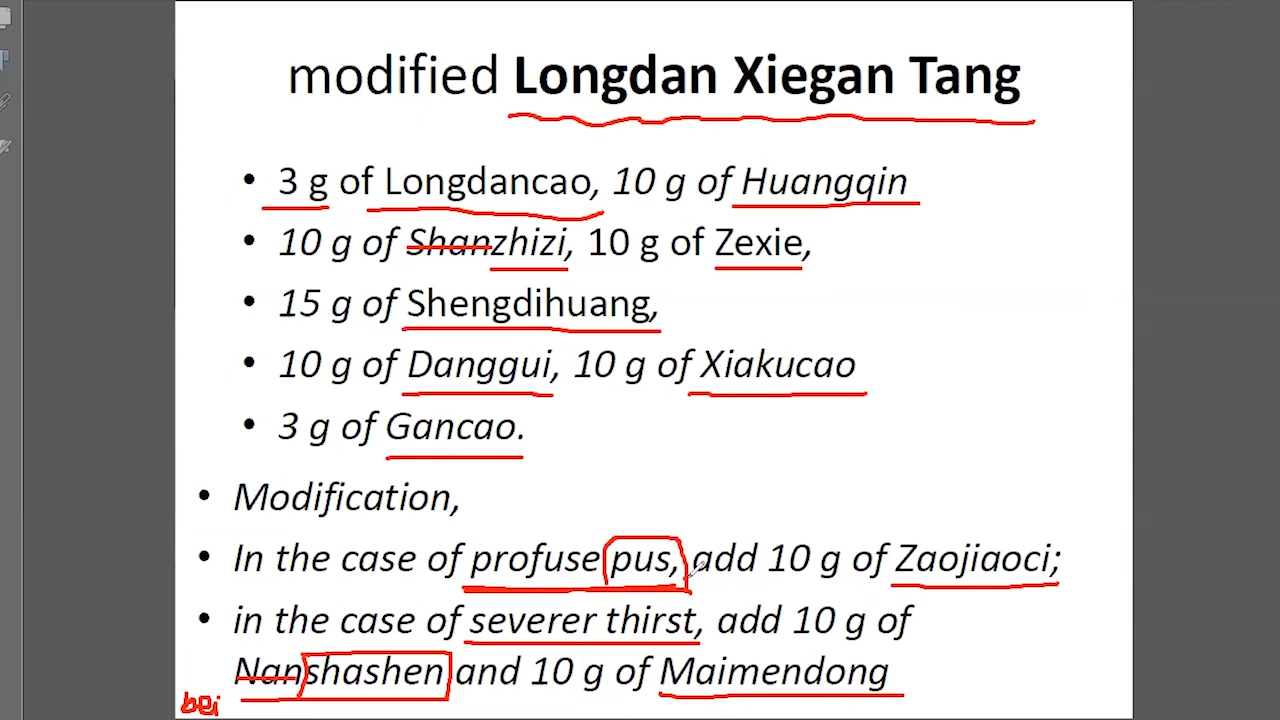 modified Longdan Xiegan Tang
• 3 g of Longdancao, 10 g of Huangqin
• 10 g of Shanzhizi, 10 g of Zexie,
• 15 g of Shengdihuang,
• 10 g of Danggui, 10 g of Xiakucao
• 3 g of Gancao.
• Modification,
• In the case of profuse pus, add 10 g of Zaojiaoci;
• in the case of severer thirst, add 10 g of
Nanshashen and 10 g of Maimendong
bei